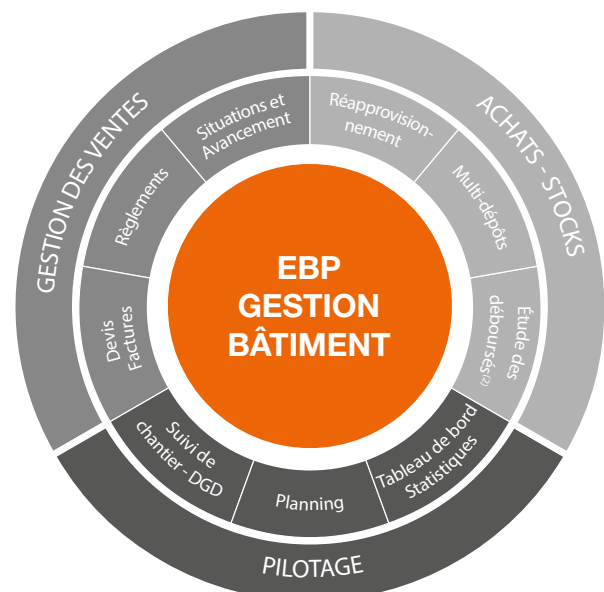 GESTION DES VENTES
ACHATS - STOCKS
Situations et
Avancement
Réapprovision-
nement
Règlements
Multi-dépôts
Devis
Factures
Étude des
déboursés(2)
EBP
GESTION
BÂTIMENT
Suivi de
chantier - DGD
Planning
Tableau de bord
Statistiques
PILOTAGE